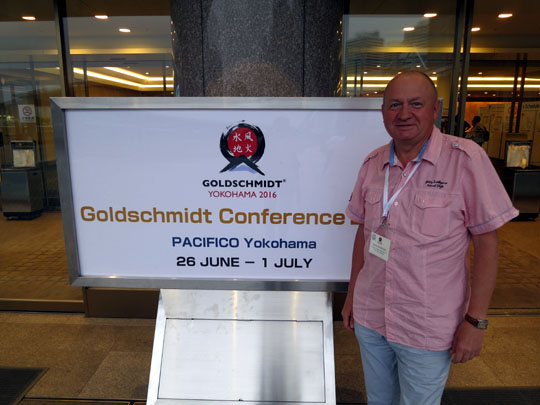 水風
地火
GOLDSCHMIDT®
YOKOHAMA 2016
Goldschmidt Conference
PACIFICO Yokohama
26 JUNE – 1 JULY